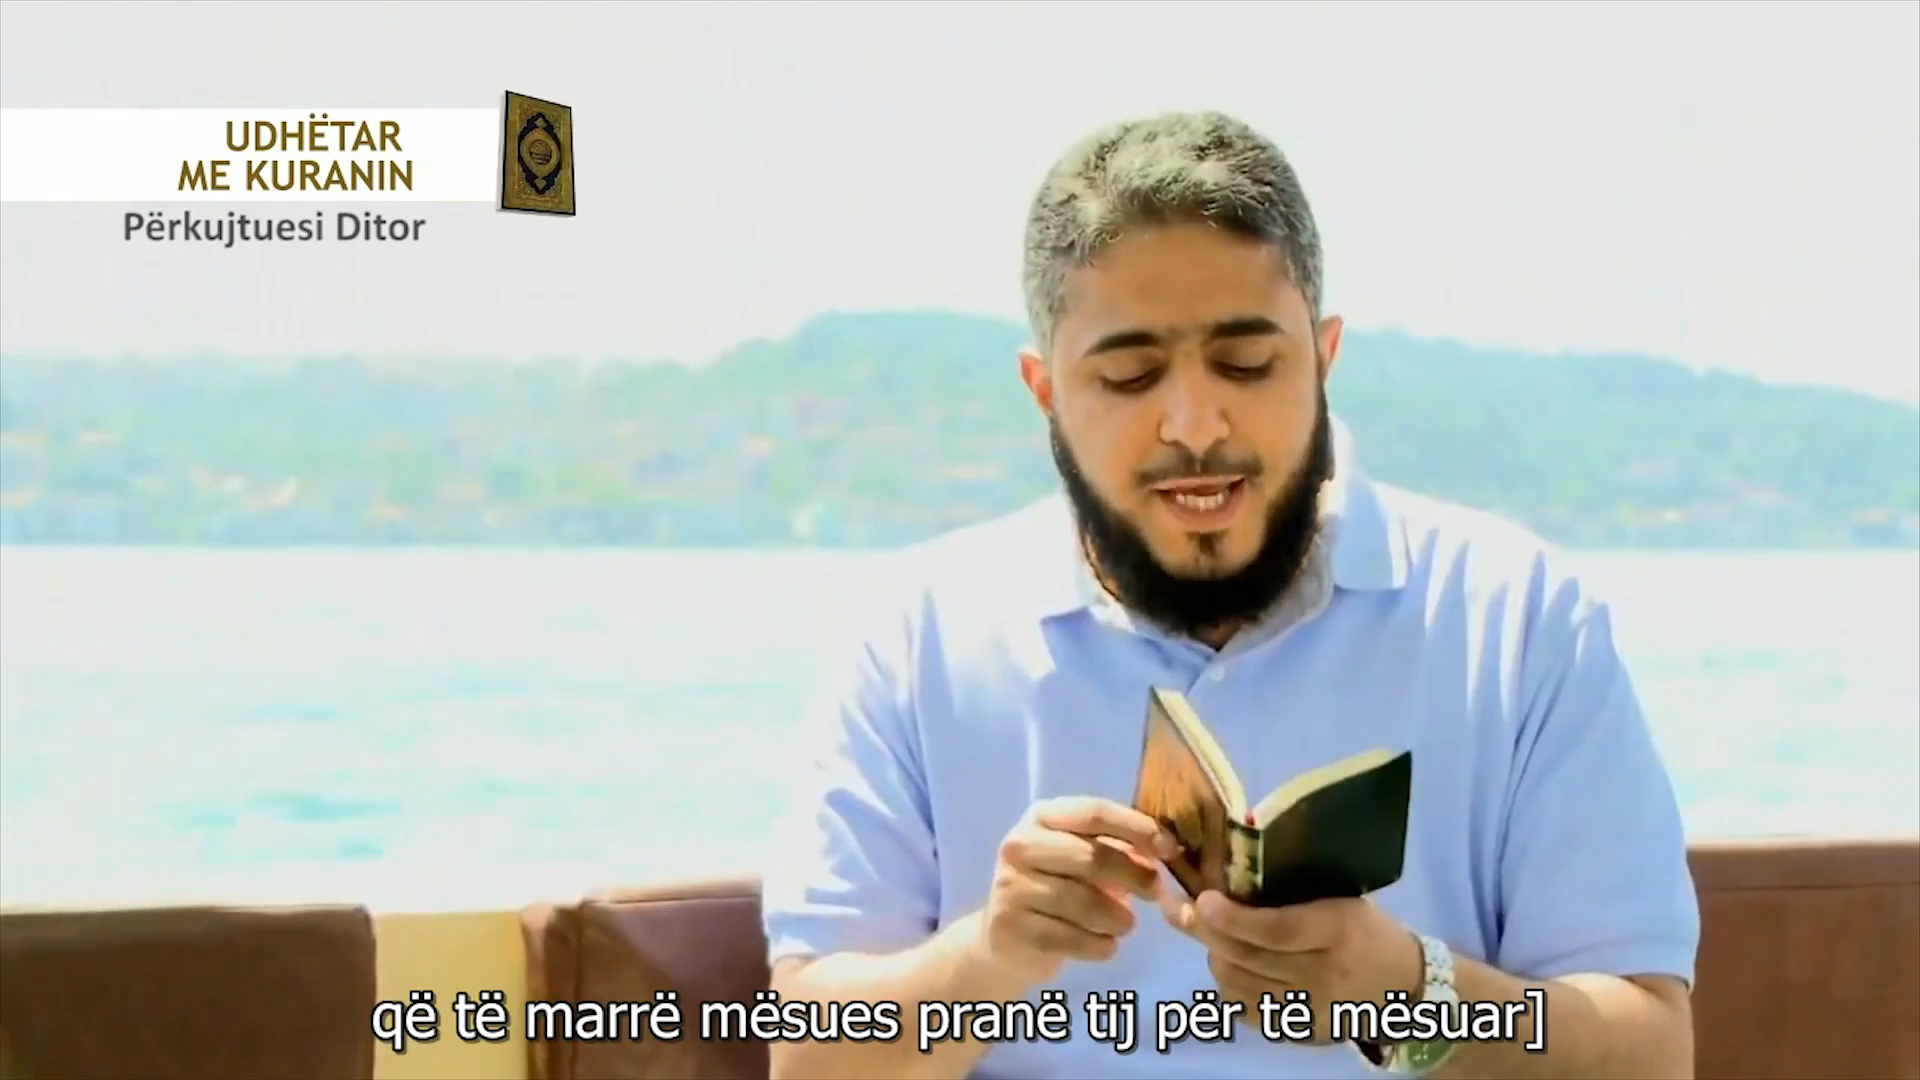 UDHËTAR
ME KURANIN
Përkujtuesi Ditor
që të marrë mësues pranë tij për të mësuar]